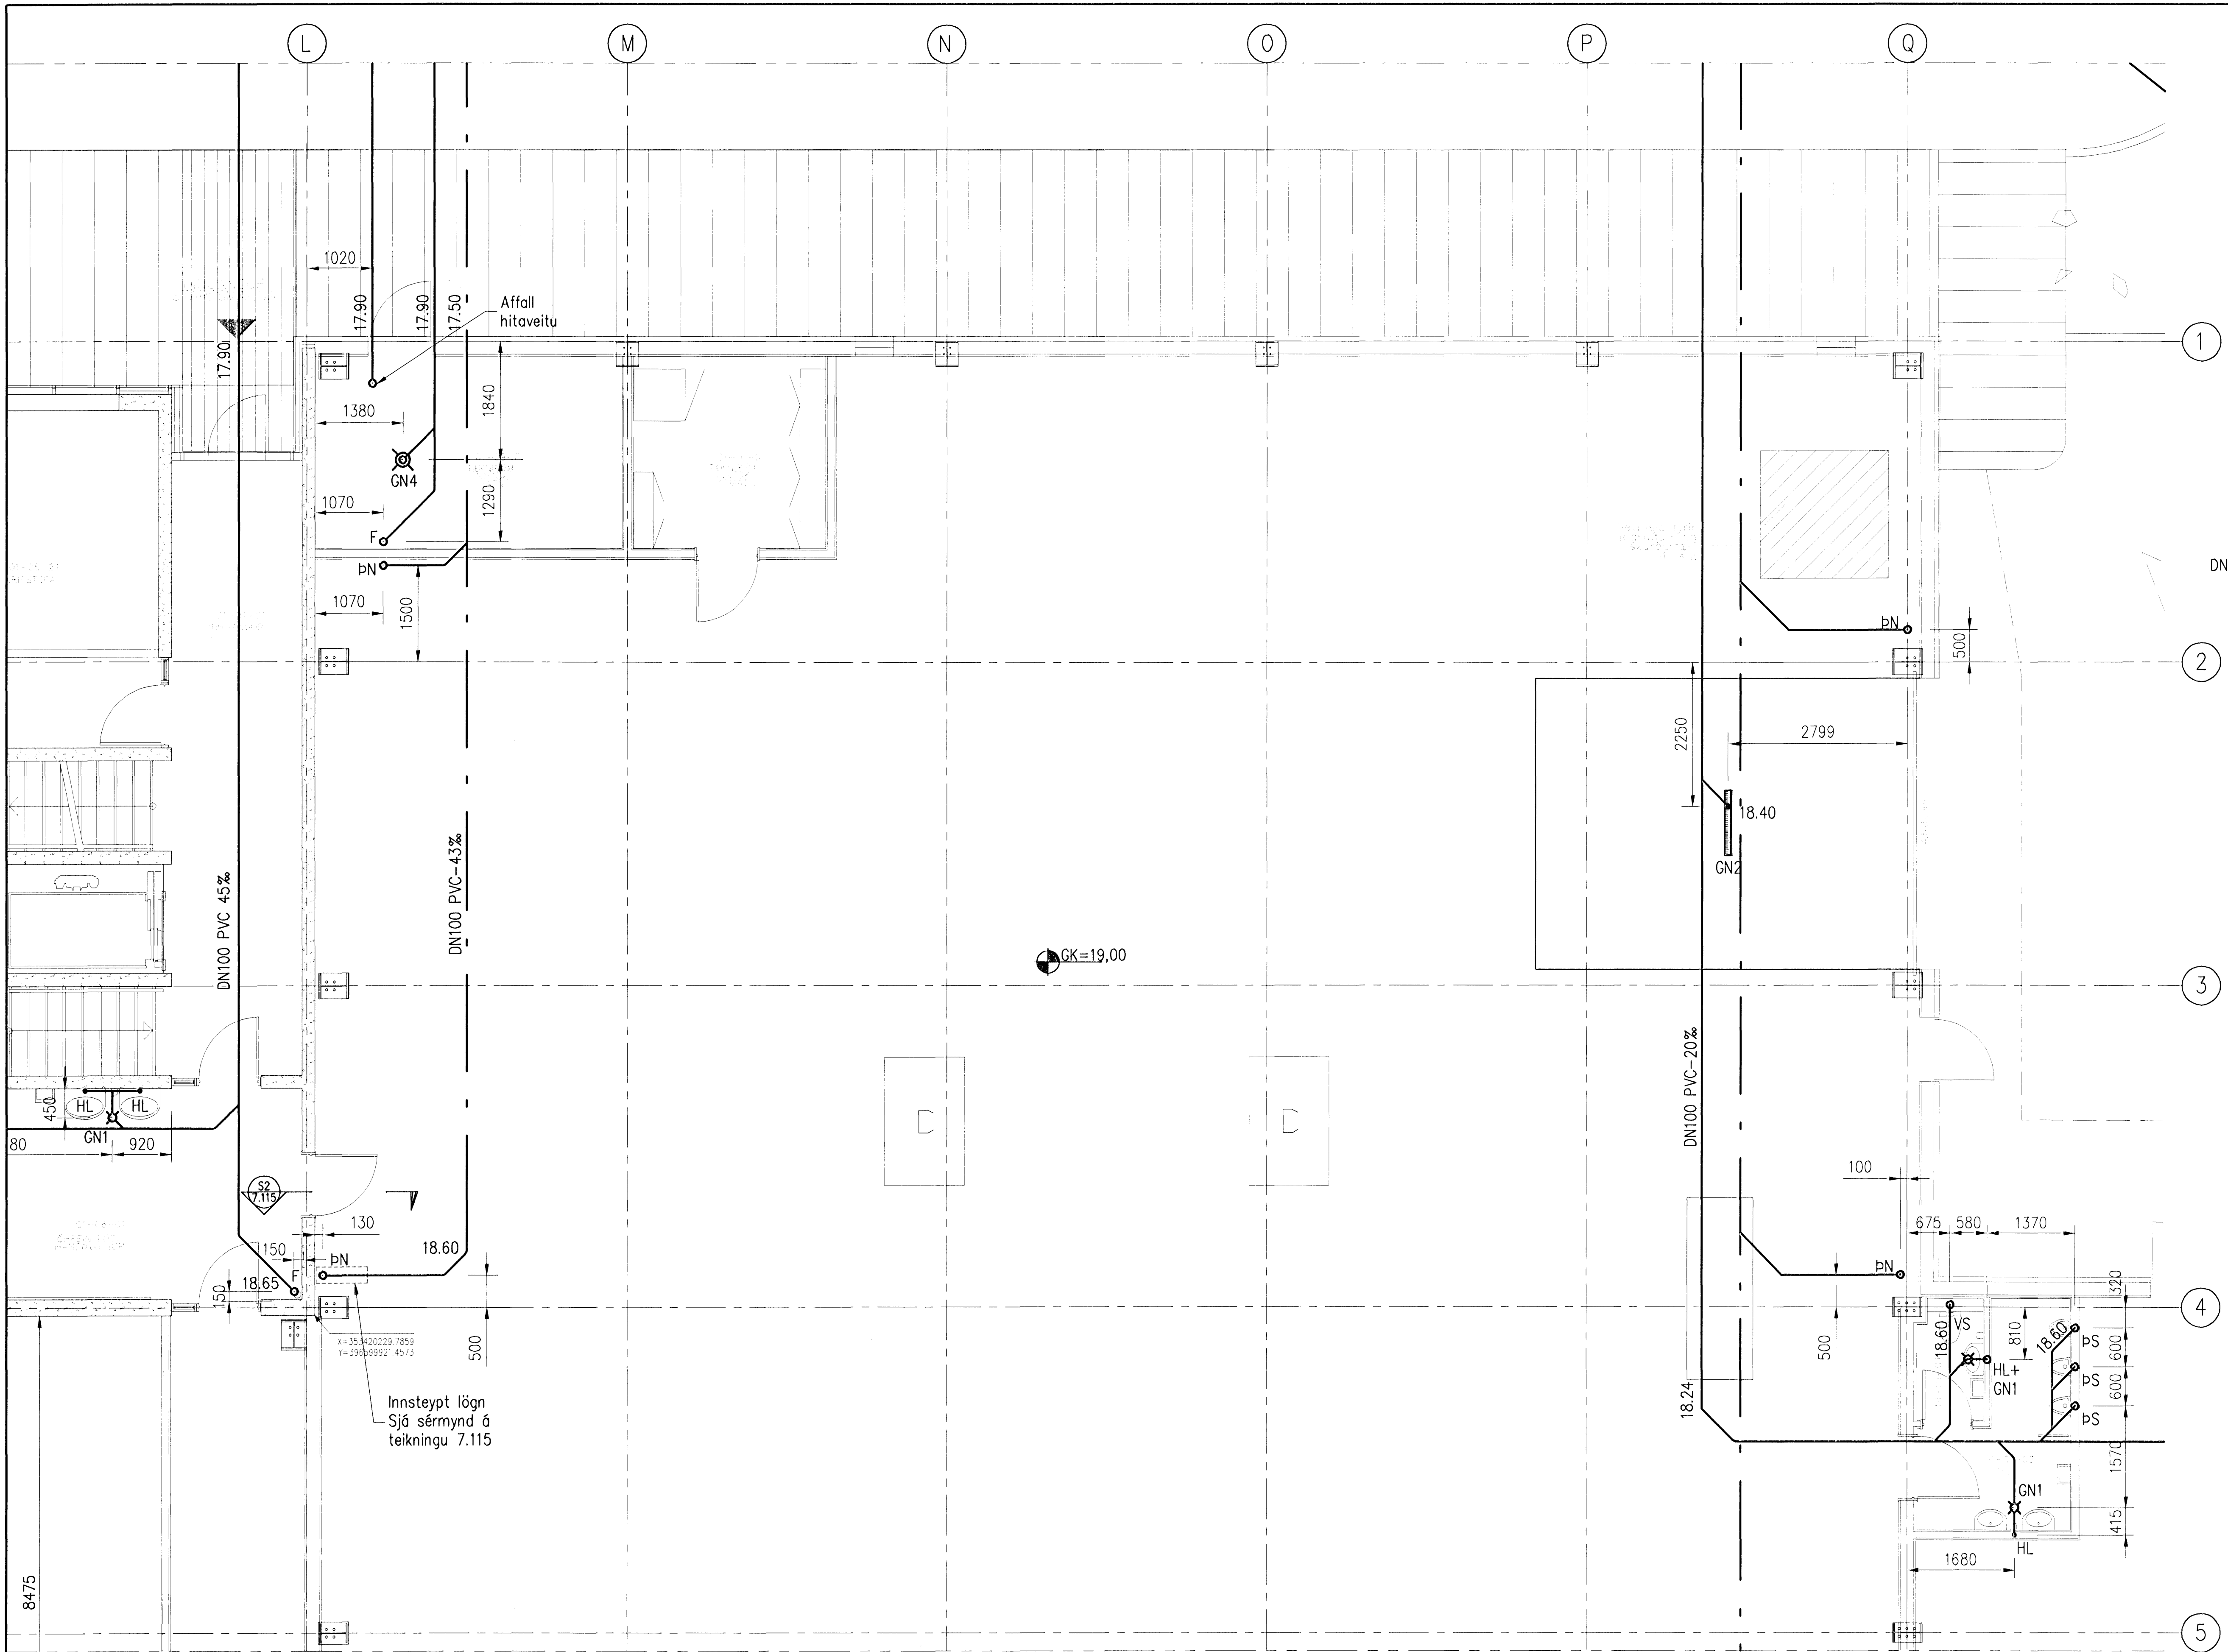 L
M
N
O
P
Q
1020
17.90
17.90
17.50
Affall
hitaveitu
17.90
1
1380
1840
GN4
1290
1070
F
ÞN
1070
1500
DN
ÞN
500
2
2250
2799
18.40
GN2
DN100 PVC 45‰
DN100 PVC-43‰
GK=19,00
3
DN100 PVC-20‰
450
HL
HL
GN1
80
920
D
D
100
S2
7.115
130
150
ÞN
18.60
F
18.65
150
500
675
580
1370
320
ÞN
4
500
18.60
VS
810
18.60
ÞS
600
HL+
GN1
ÞS
600
ÞS
X=353420229.7859
Y=396599921.4573
Innsteypt lögn
Sjá sérmynd á
teikningu 7.115
18.24
1570
GN1
415
HL
1680
8475
5